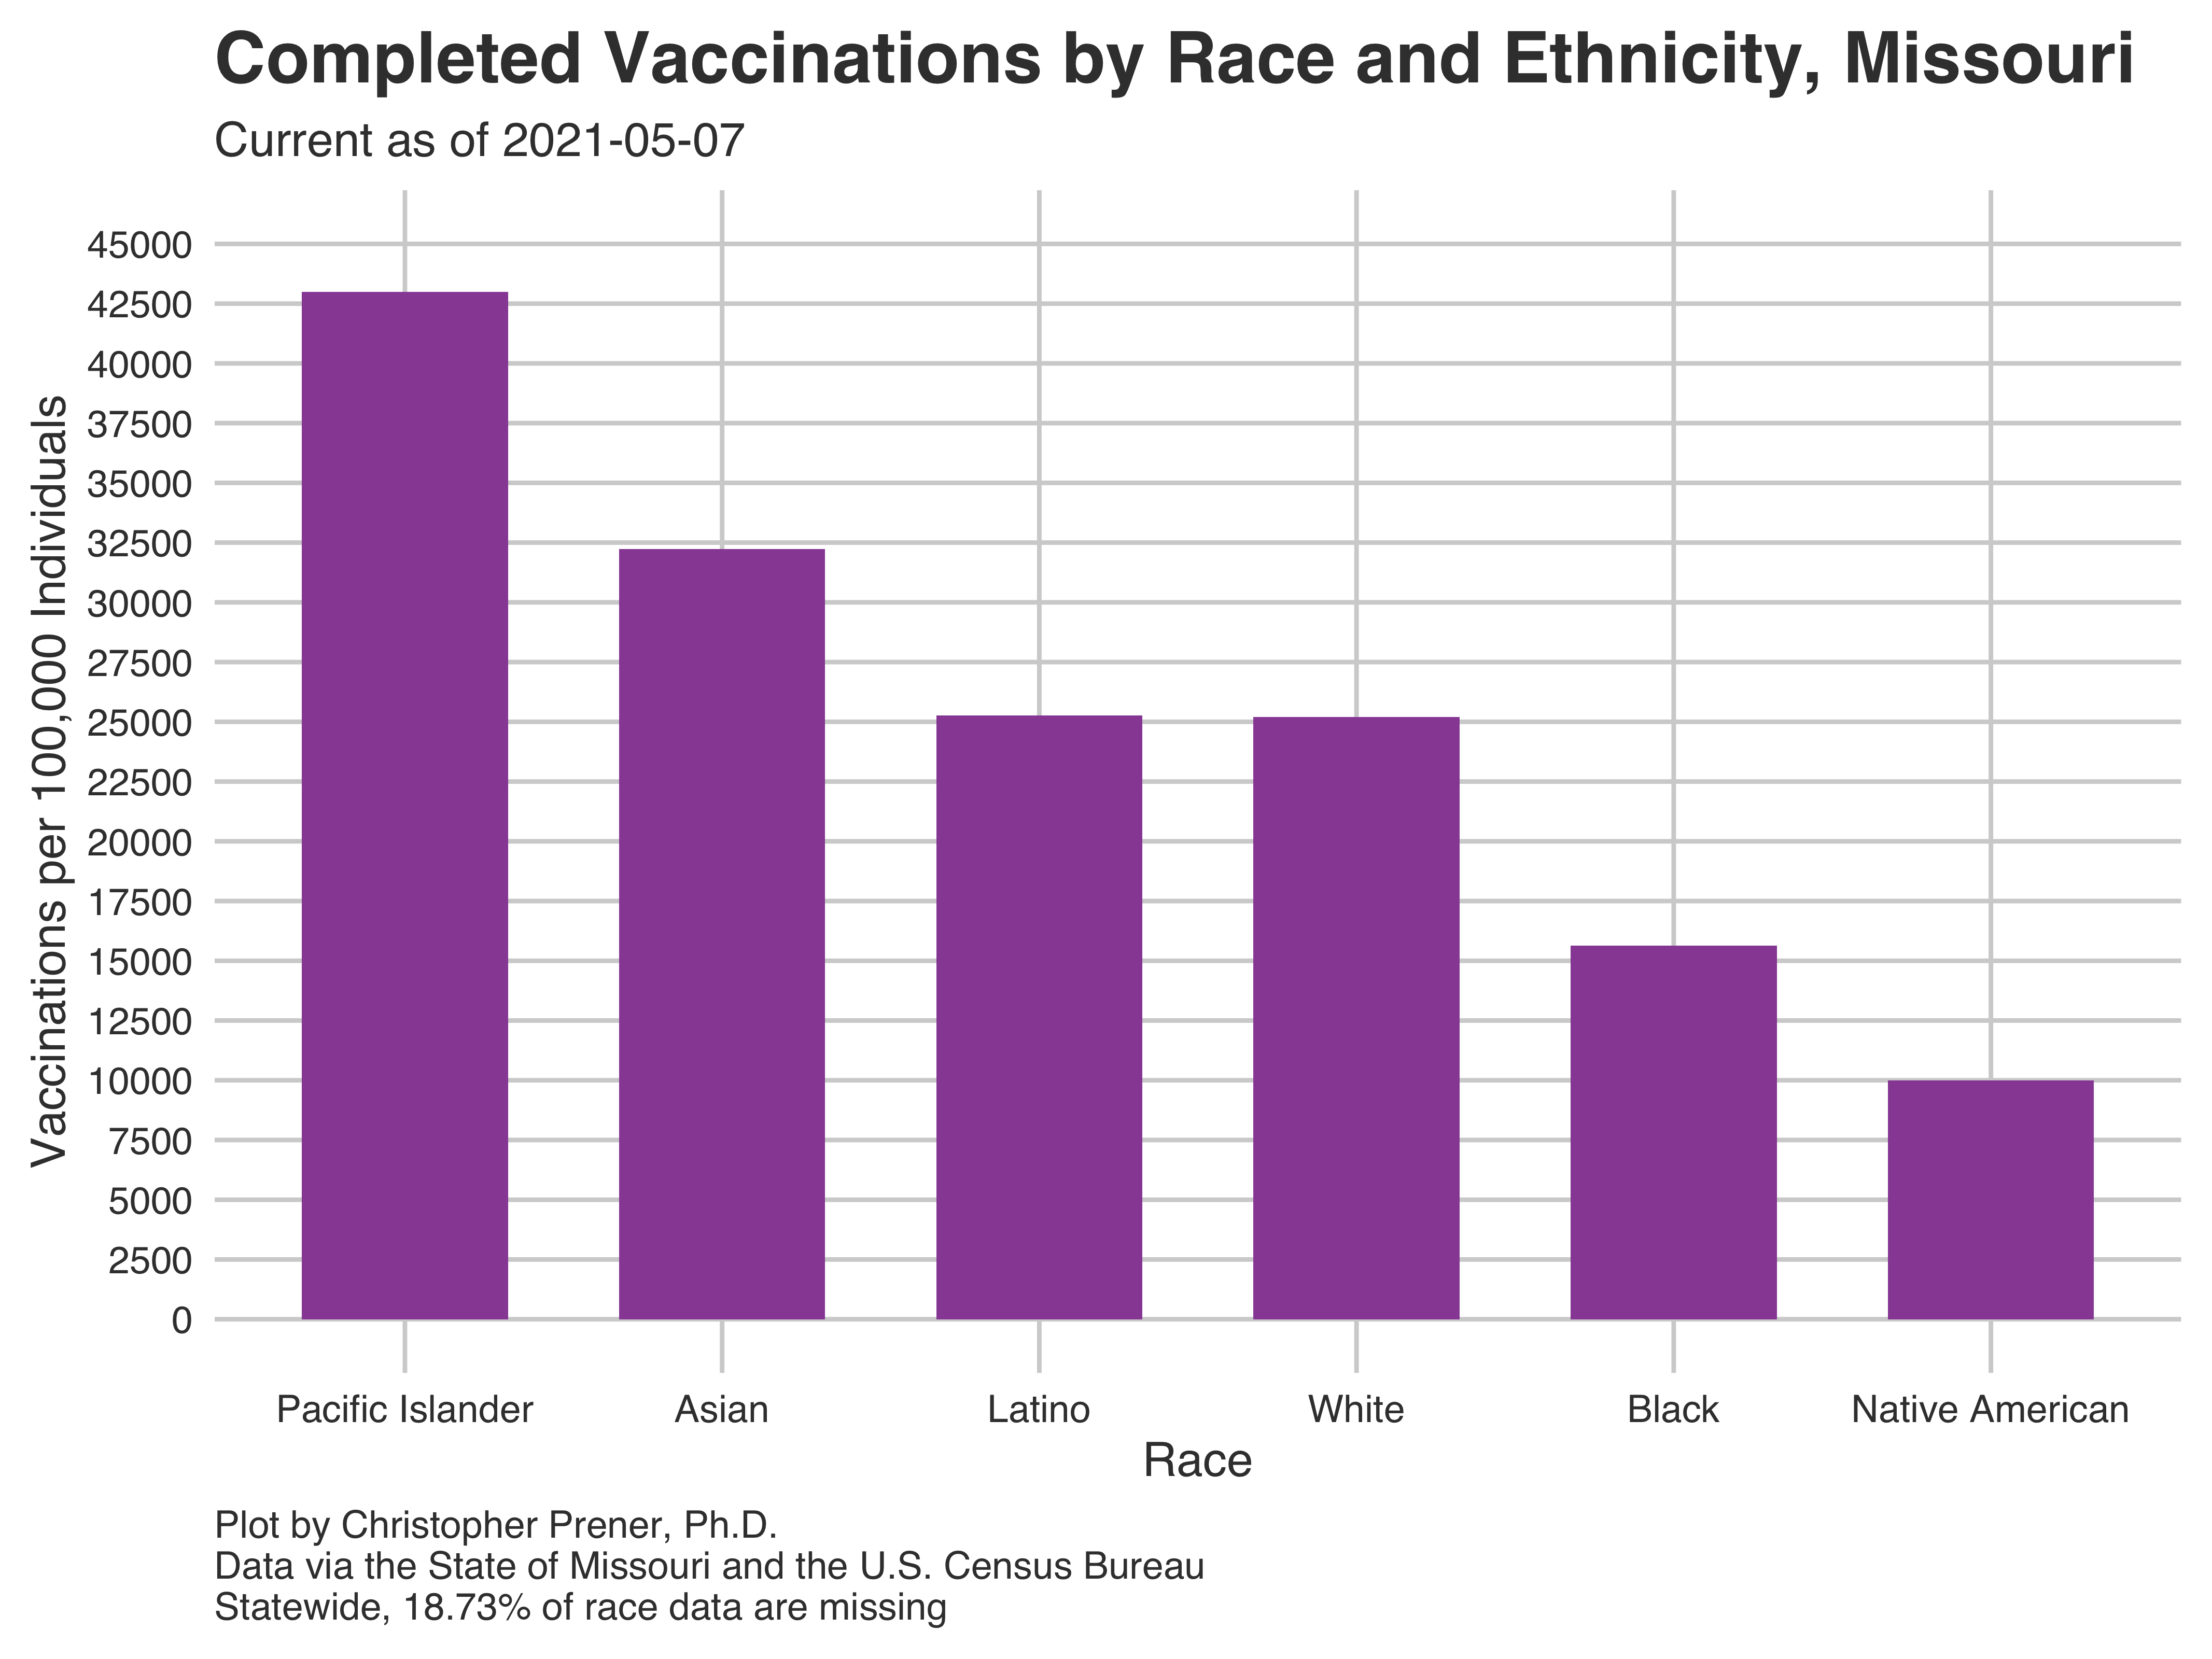 Completed Vaccinations by Race and Ethnicity, Missouri
Current as of 2021-05-07
Vaccinations per 100,000 Individuals
45000
42500
40000
37500
35000
32500
30000
27500
25000
22500
20000
17500
15000
12500
10000
7500
5000
2500
0
Pacific Islander Asian Latino White Black Native American
Race
Plot by Christopher Prener, Ph.D.
Data via the State of Missouri and the U.S. Census Bureau
Statewide, 18.73% of race data are missing